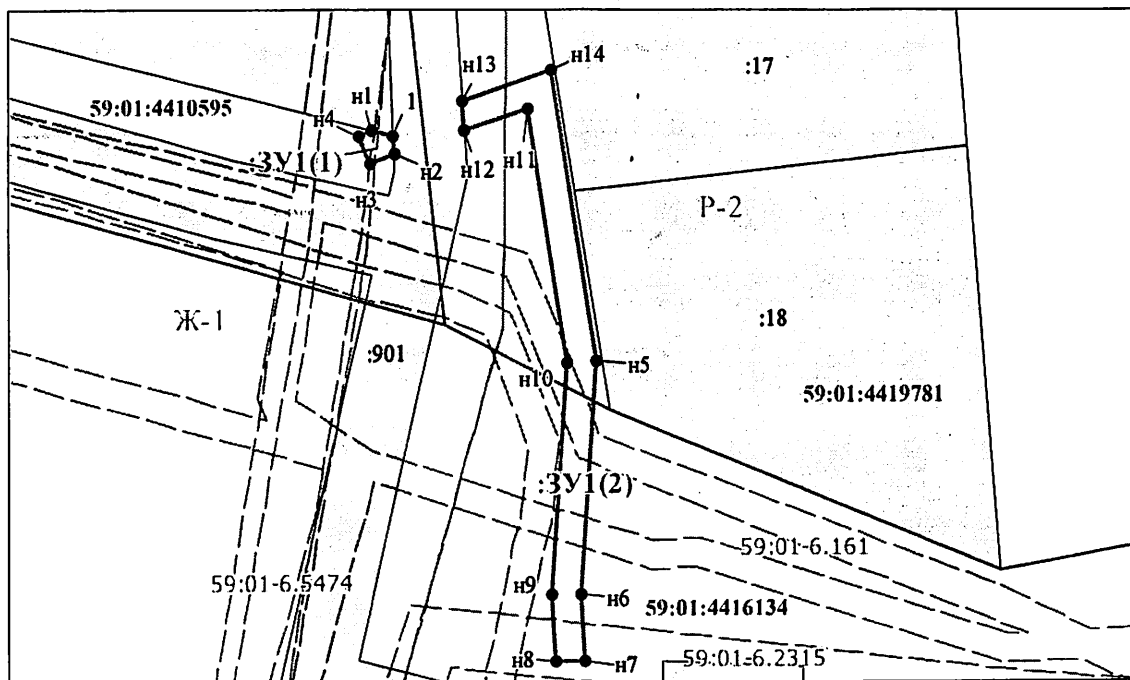 н14
:17
н13
59:01:4410595
н1
1
н4
:ЗУ1(1)
н2
н12
н11
н3
Р-2
Ж-1
:18
:901
н10
н5
59:01:4419781
:ЗУ1(2)
59:01-6.161
59:01-6.5474
н9
н6
59:01:4416134
н8
н7
59:01-6.2315